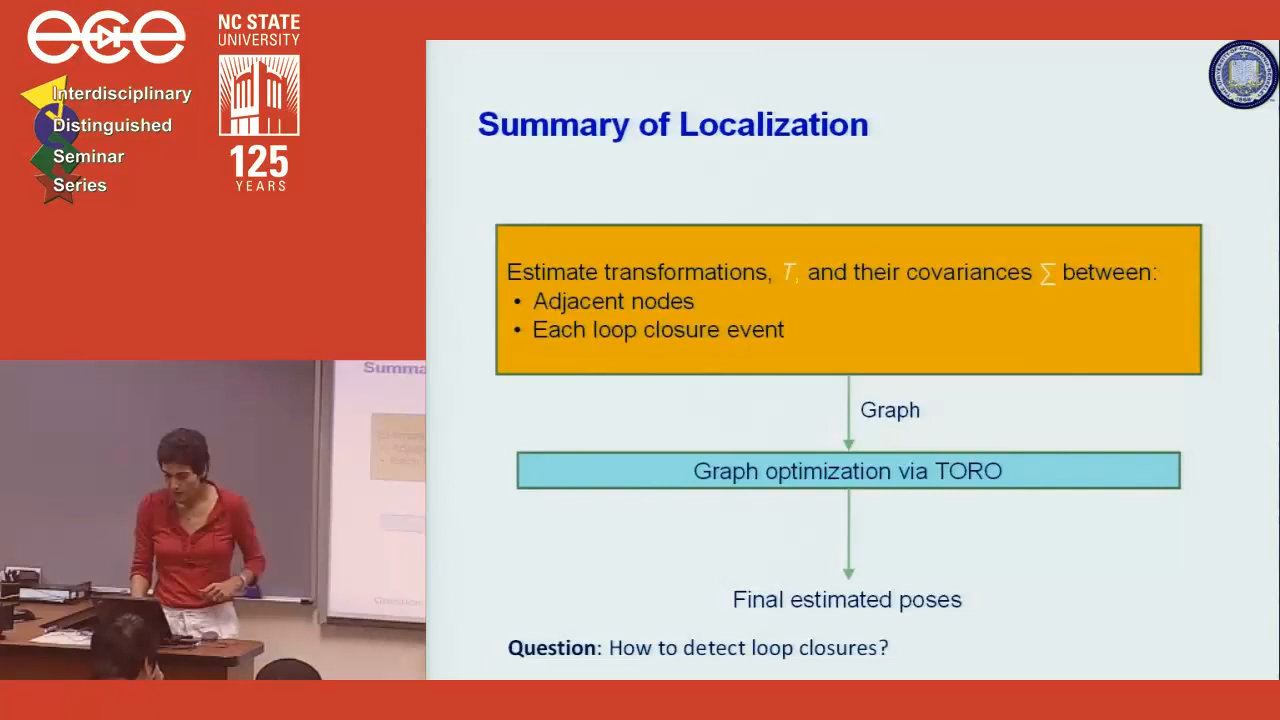 ece
NC STATE
UNIVERSITY
Interdisciplinary
Distinguished
Seminar
Series
125
YEARS
Summary of Localization
Estimate transformations, T, and their covariances ∑ between:
• Adjacent nodes
• Each loop closure event
Graph
Graph optimization via TORO
Final estimated poses
Question: How to detect loop closures?
Summa